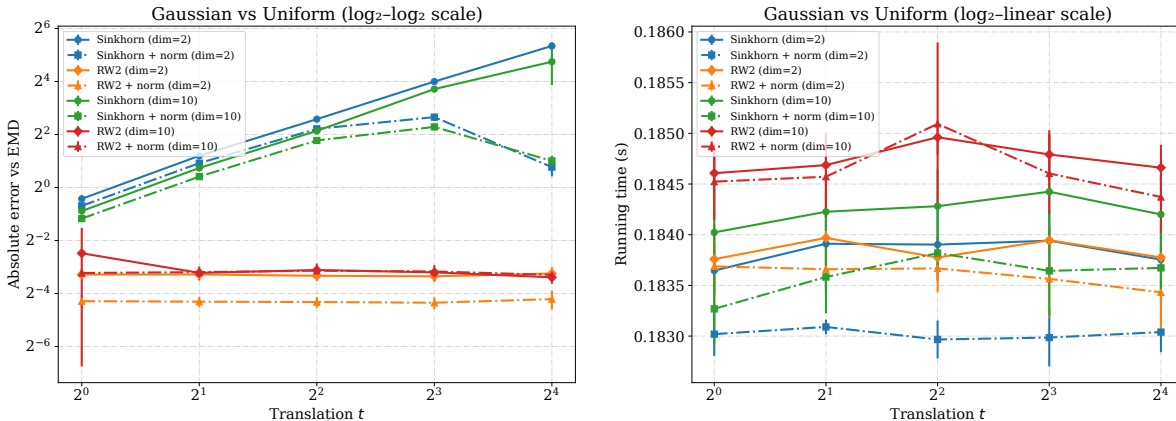 Gaussian vs Uniform (log₂–log₂ scale)
Absolute error vs EMD
2⁶
2⁴
2²
2⁰
2⁻²
2⁻⁴
2⁻⁶
Sinkhorn (dim=2)
Sinkhorn + norm (dim=2)
RW2 (dim=2)
RW2 + norm (dim=2)
Sinkhorn (dim=10)
Sinkhorn + norm (dim=10)
RW2 (dim=10)
RW2 + norm (dim=10)
2⁰ 2¹ 2² 2³ 2⁴
Translation t
Gaussian vs Uniform (log₂–linear scale)
Running time (s)
0.1860
0.1855
0.1850
0.1845
0.1840
0.1835
0.1830
Sinkhorn (dim=2)
Sinkhorn + norm (dim=2)
RW2 (dim=2)
RW2 + norm (dim=2)
Sinkhorn (dim=10)
Sinkhorn + norm (dim=10)
RW2 (dim=10)
RW2 + norm (dim=10)
2⁰ 2¹ 2² 2³ 2⁴
Translation t